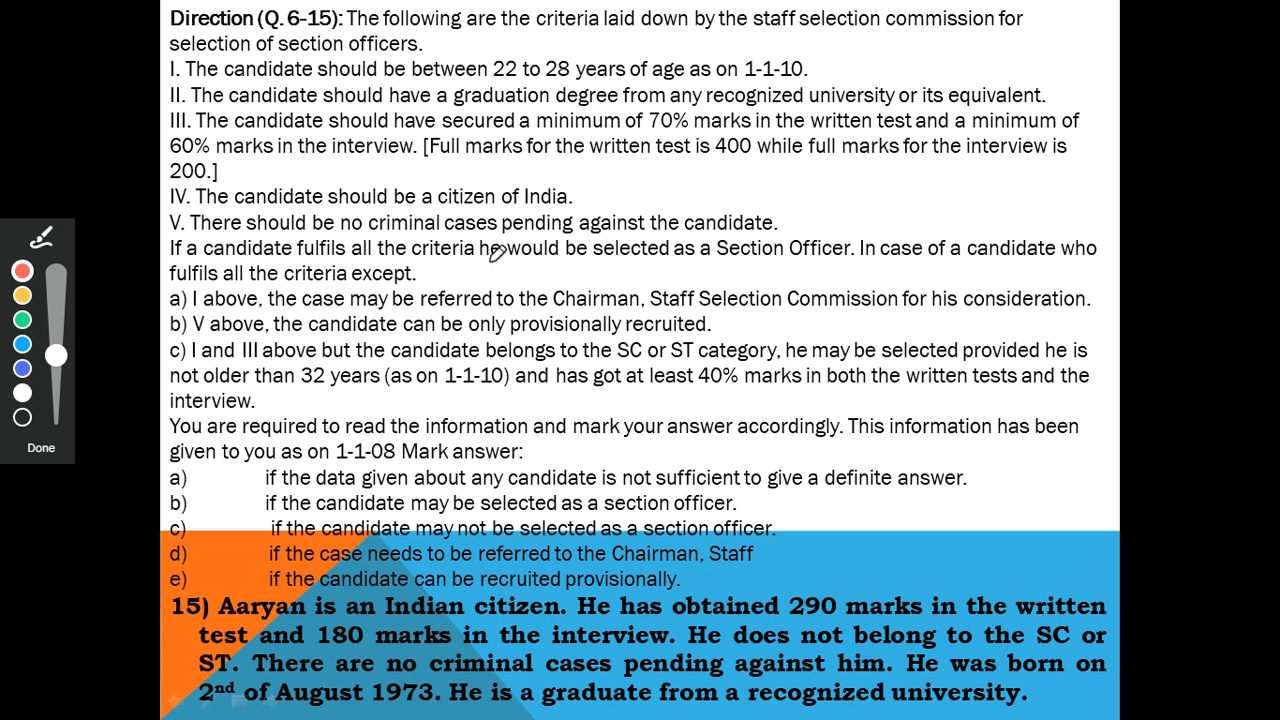 Direction (Q. 6-15): The following are the criteria laid down by the staff selection commission for
selection of section officers.
I. The candidate should be between 22 to 28 years of age as on 1-1-10.
II. The candidate should have a graduation degree from any recognized university or its equivalent.
III. The candidate should have secured a minimum of 70% marks in the written test and a minimum of
60% marks in the interview. [Full marks for the written test is 400 while full marks for the interview is
200.]
IV. The candidate should be a citizen of India.
V. There should be no criminal cases pending against the candidate.
If a candidate fulfils all the criteria he would be selected as a Section Officer. In case of a candidate who
fulfils all the criteria except.
a) I above, the case may be referred to the Chairman, Staff Selection Commission for his consideration.
b) V above, the candidate can be only provisionally recruited.
c) I and III above but the candidate belongs to the SC or ST category, he may be selected provided he is
not older than 32 years (as on 1-1-10) and has got at least 40% marks in both the written tests and the
interview.
You are required to read the information and mark your answer accordingly. This information has been
given to you as on 1-1-08 Mark answer:
a) if the data given about any candidate is not sufficient to give a definite answer.
b) if the candidate may be selected as a section officer.
c) if the candidate may not be selected as a section officer.
d) if the case needs to be referred to the Chairman, Staff
e) if the candidate can be recruited provisionally.
15) Aaryan is an Indian citizen. He has obtained 290 marks in the written
test and 180 marks in the interview. He does not belong to the SC or
ST. There are no criminal cases pending against him. He was born on
2nd of August 1973. He is a graduate from a recognized university.
Done